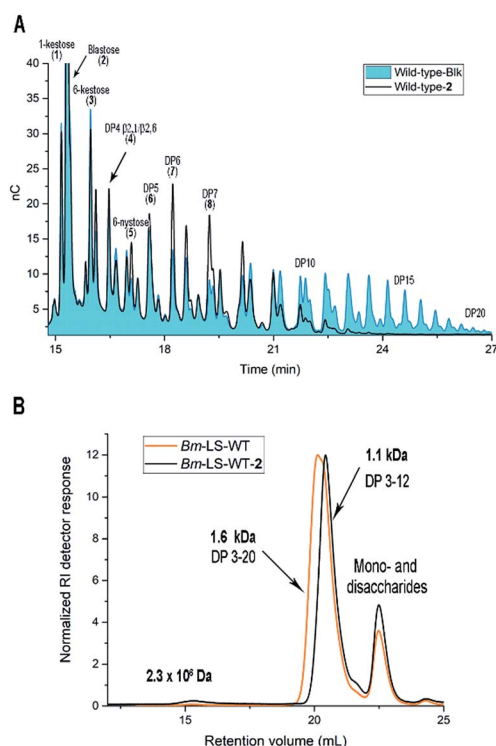 A
1-kestose
(1)
Blastose
(2)
6-kestose
(3)
DP4 β2,1/β2,6
(4)
6-nystose
(5)
DP5
(6)
DP6
(7)
DP7
(8)
DP10
DP15
DP20
Wild-type-Blk
Wild-type-2
40
35
30
25
20
15
10
5
nC
15 18 21 24 27
Time (min)
B
Bm-LS-WT
Bm-LS-WT-2
1.1 kDa
DP 3-12
1.6 kDa
DP 3-20
Mono- and
disaccharides
2.3 x 10⁶ Da
12
10
8
6
4
2
0
Normalized RI detector response
15 20 25
Retention volume (mL)